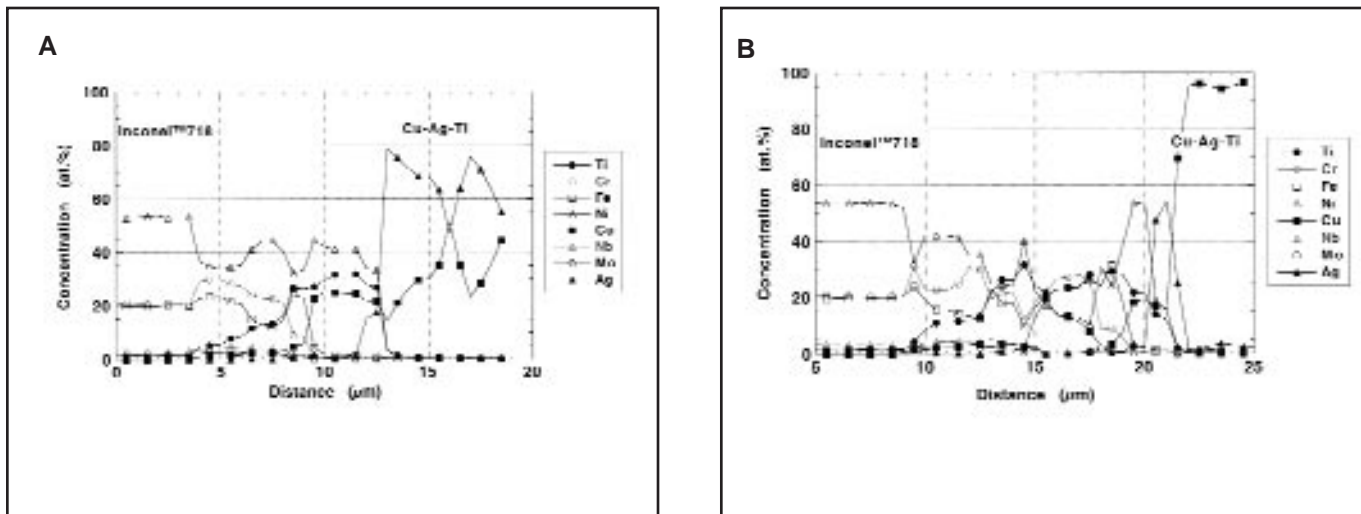 A
100
80
60
40
20
0
Concentration (at.%)
Inconel™718
Cu-Ag-Ti
0 5 10 15 20
Distance (μm)
Ti
Cr
Fe
Ni
Cu
Nb
Mo
Ag
B
100
80
60
40
20
0
Concentration (at.%)
Inconel™718
Cu-Ag-Ti
5 10 15 20 25
Distance (μm)
Ti
Cr
Fe
Ni
Cu
Nb
Mo
Ag